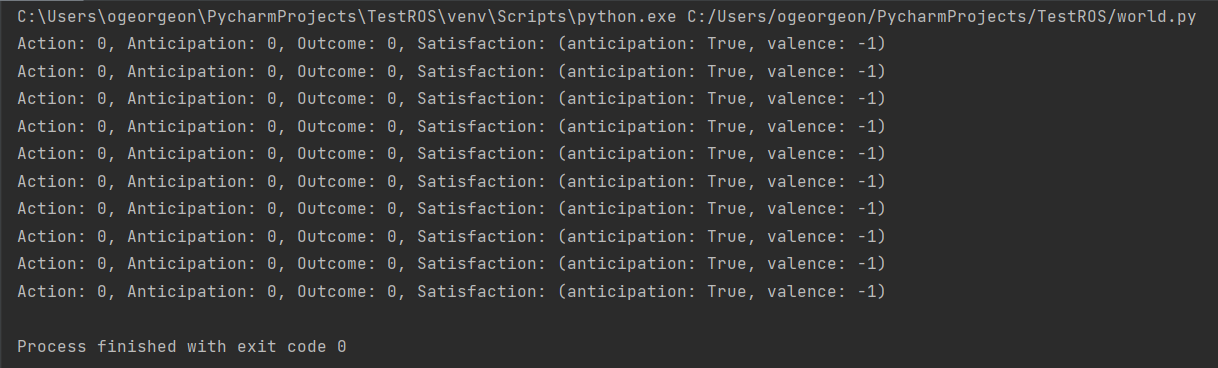 C:\Users\ogeorgeon\PycharmProjects\TestROS\venv\Scripts\python.exe C:/Users/ogeorgeon/PycharmProjects/TestROS/world.py
Action: 0, Anticipation: 0, Outcome: 0, Satisfaction: (anticipation: True, valence: -1)
Action: 0, Anticipation: 0, Outcome: 0, Satisfaction: (anticipation: True, valence: -1)
Action: 0, Anticipation: 0, Outcome: 0, Satisfaction: (anticipation: True, valence: -1)
Action: 0, Anticipation: 0, Outcome: 0, Satisfaction: (anticipation: True, valence: -1)
Action: 0, Anticipation: 0, Outcome: 0, Satisfaction: (anticipation: True, valence: -1)
Action: 0, Anticipation: 0, Outcome: 0, Satisfaction: (anticipation: True, valence: -1)
Action: 0, Anticipation: 0, Outcome: 0, Satisfaction: (anticipation: True, valence: -1)
Action: 0, Anticipation: 0, Outcome: 0, Satisfaction: (anticipation: True, valence: -1)
Action: 0, Anticipation: 0, Outcome: 0, Satisfaction: (anticipation: True, valence: -1)
Action: 0, Anticipation: 0, Outcome: 0, Satisfaction: (anticipation: True, valence: -1)
Process finished with exit code 0